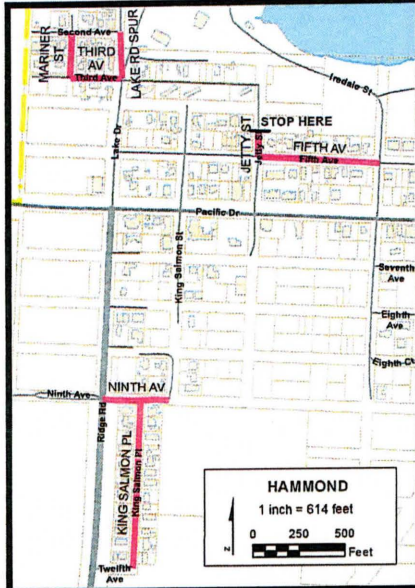 Second Ave
MARINER
ST
THIRD
AV
LAKE RD SPUR
Third Ave
Iredale St
Lake Dr
STOP HERE
JETTY ST
Jetty St
FIFTH AV
Fifth Ave
Pacific Dr
King Salmon St
Seventh
Ave
Eighth
Ave
Eighth Ct
Ninth Ave
NINTH AV
Ridge Rd
KING SALMON PL
King Salmon Pl
Twelfth
Ave
HAMMOND
1 inch = 614 feet
N
0 250 500
Feet